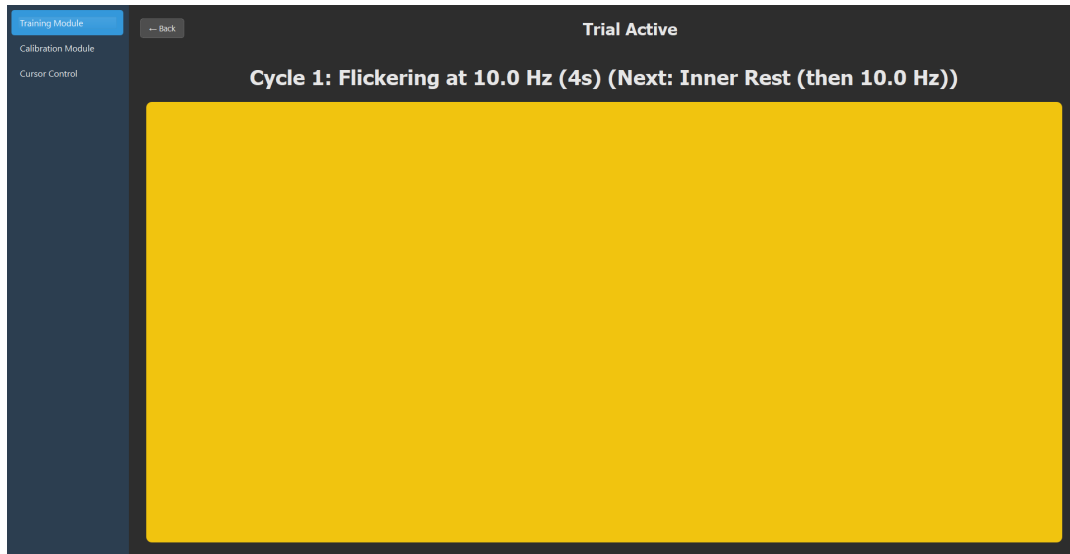 Training Module
Calibration Module
Cursor Control
← Back
Trial Active
Cycle 1: Flickering at 10.0 Hz (4s) (Next: Inner Rest (then 10.0 Hz))